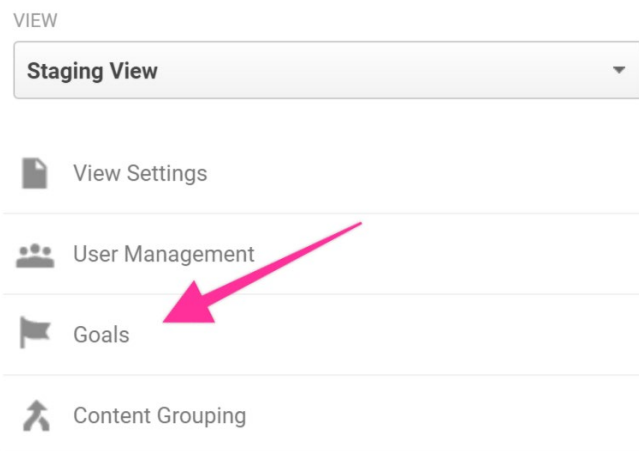 VIEW
Staging View
View Settings
User Management
Goals
Content Grouping